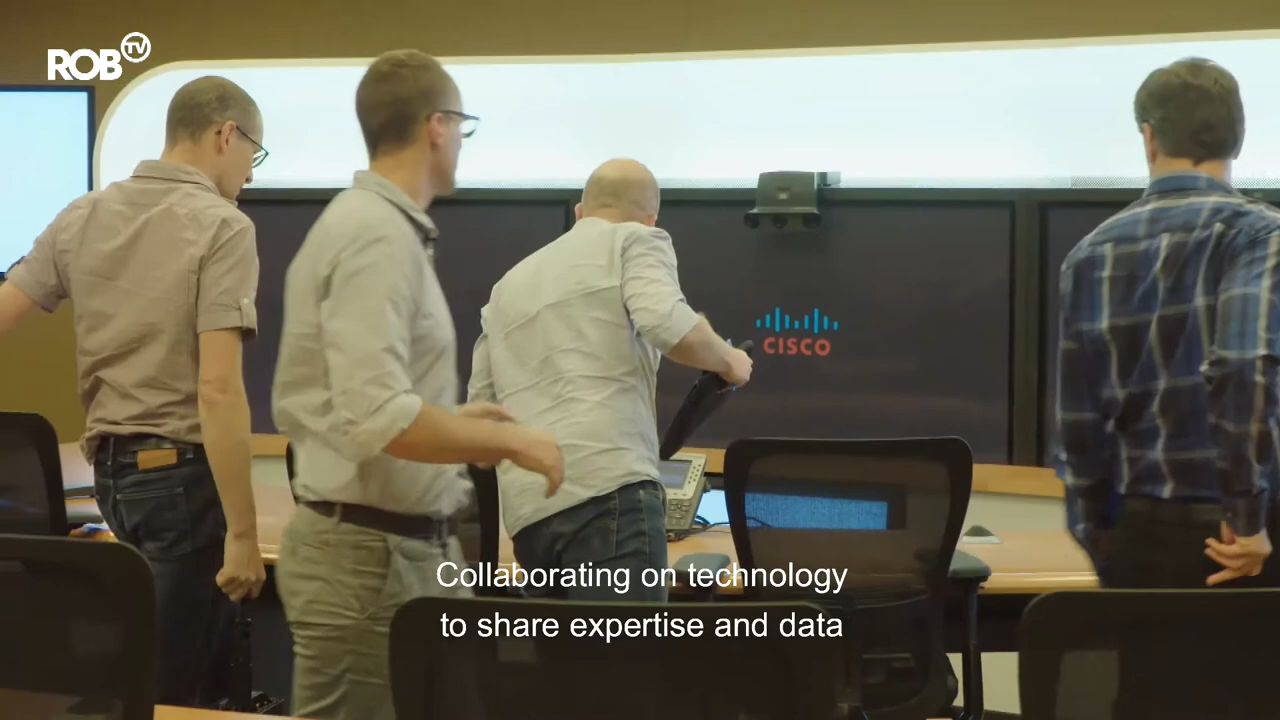 ROB TV
CISCO
Collaborating on technology
to share expertise and data